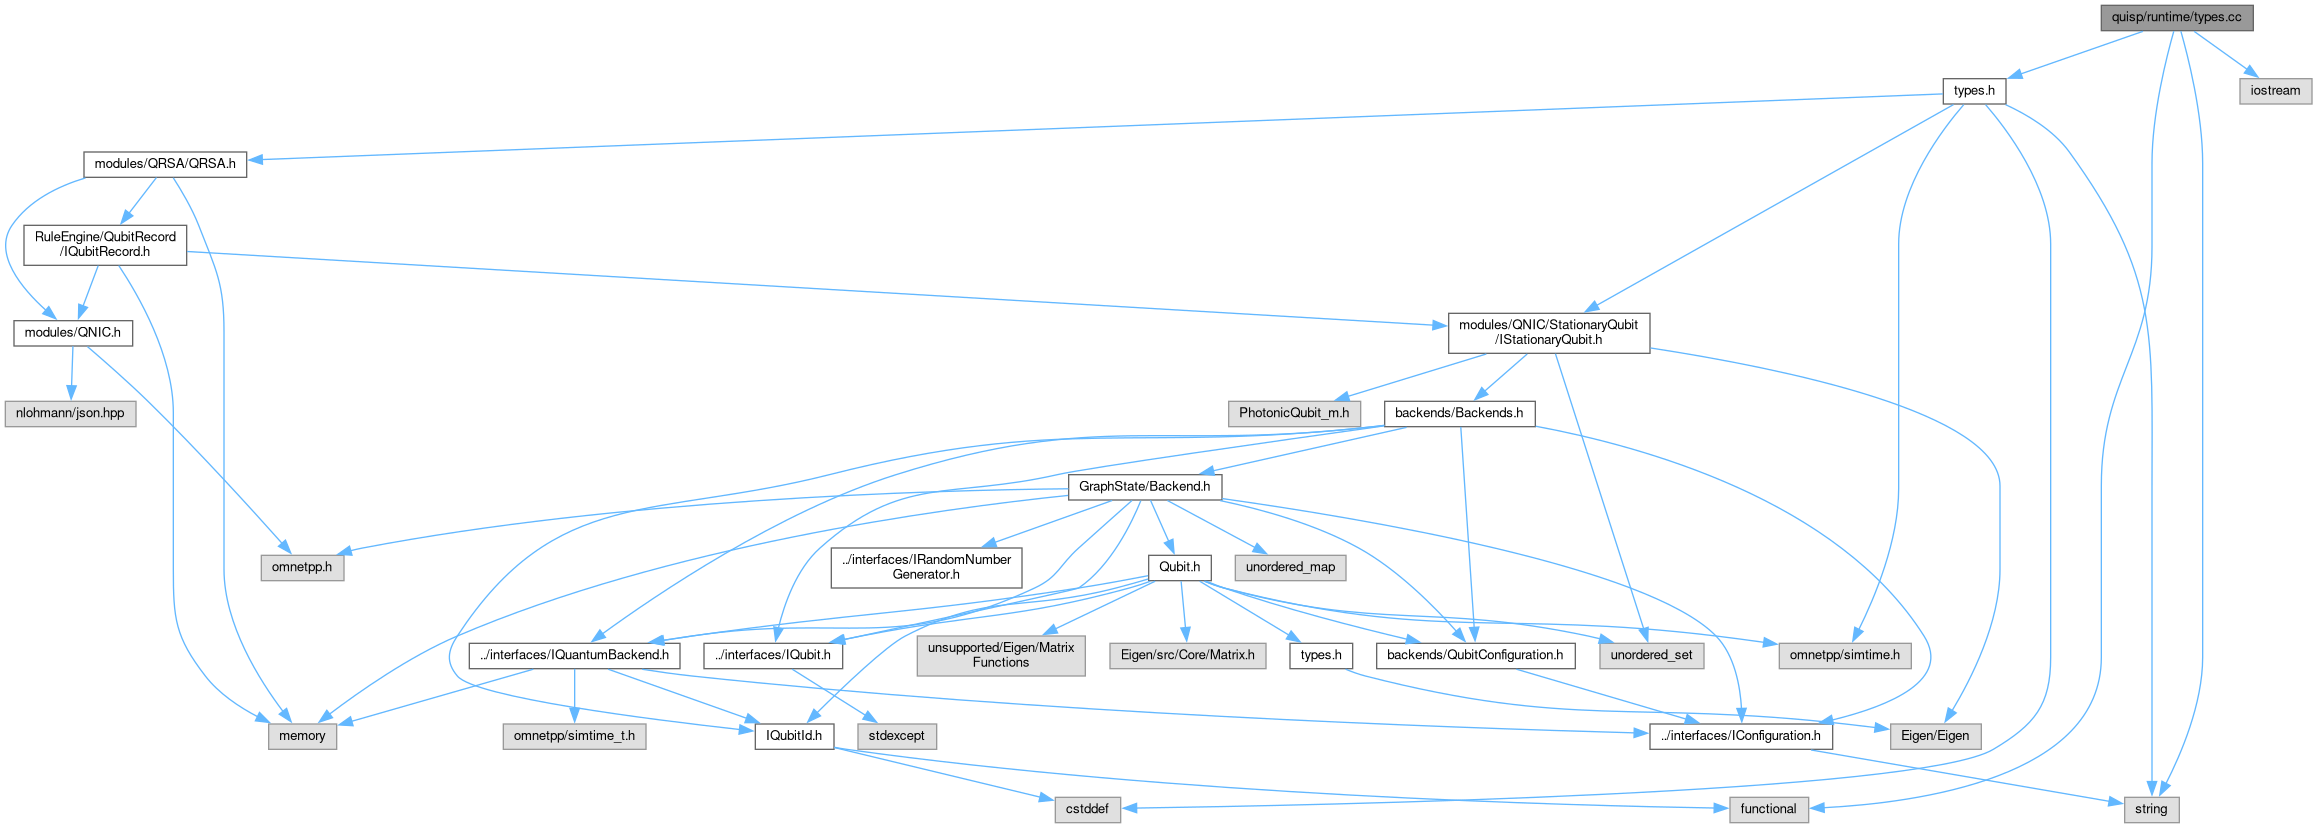 quisp/runtime/types.cc
types.h
iostream
modules/QRSA/QRSA.h
RuleEngine/QubitRecord
/IQubitRecord.h
modules/QNIC.h
modules/QNIC/StationaryQubit
/IStationaryQubit.h
nlohmann/json.hpp
PhotonicQubit_m.h
backends/Backends.h
GraphState/Backend.h
omnetpp.h
../interfaces/IRandomNumber
Generator.h
Qubit.h
unordered_map
../interfaces/IQuantumBackend.h
../interfaces/IQubit.h
unsupported/Eigen/Matrix
Functions
Eigen/src/Core/Matrix.h
types.h
backends/QubitConfiguration.h
unordered_set
omnetpp/simtime.h
memory
omnetpp/simtime_t.h
IQubitId.h
stdexcept
../interfaces/IConfiguration.h
Eigen/Eigen
cstddef
functional
string